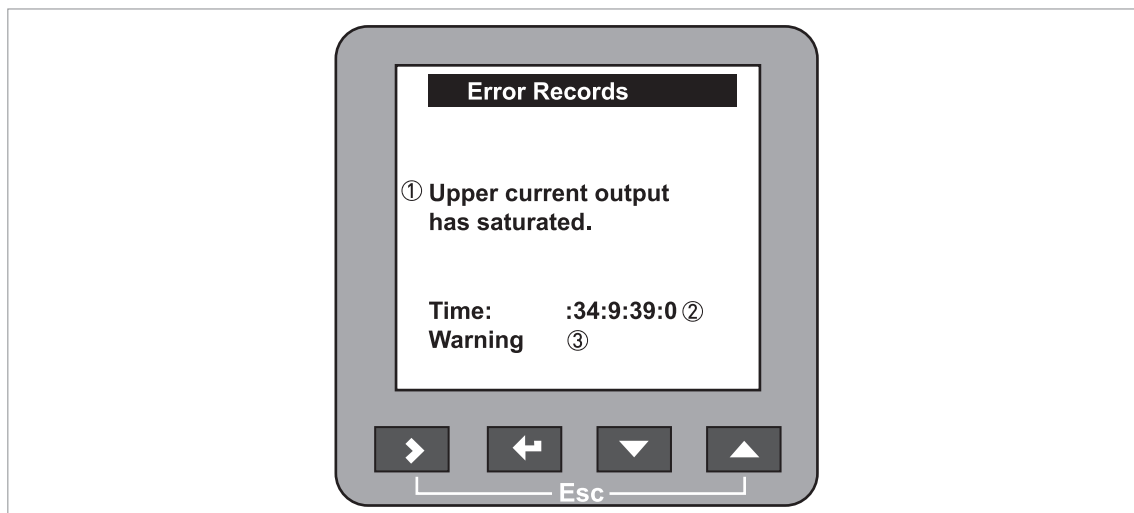 Error Records
① Upper current output
has saturated.
Time: :34:9:39:0 ②
Warning ③
Esc